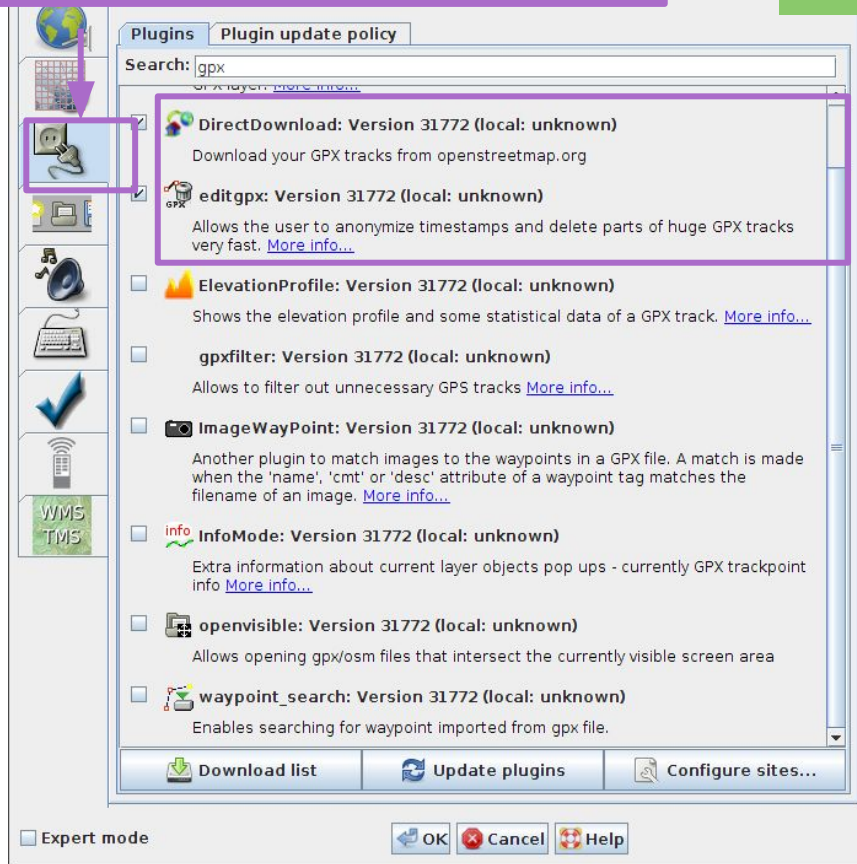 Plugins
Plugin update policy
Search: gpx
GPX layer. More info...
DirectDownload: Version 31772 (local: unknown)
Download your GPX tracks from openstreetmap.org
GPX
editgpx: Version 31772 (local: unknown)
Allows the user to anonymize timestamps and delete parts of huge GPX tracks
very fast. More info...
ElevationProfile: Version 31772 (local: unknown)
Shows the elevation profile and some statistical data of a GPX track. More info...
gpxfilter: Version 31772 (local: unknown)
Allows to filter out unnecessary GPS tracks More info...
ImageWayPoint: Version 31772 (local: unknown)
Another plugin to match images to the waypoints in a GPX file. A match is made
when the 'name', 'cmt' or 'desc' attribute of a waypoint tag matches the
filename of an image. More info...
WMS
TMS
info
InfoMode: Version 31772 (local: unknown)
Extra information about current layer objects pop ups - currently GPX trackpoint
info More info...
openvisible: Version 31772 (local: unknown)
Allows opening gpx/osm files that intersect the currently visible screen area
waypoint_search: Version 31772 (local: unknown)
Enables searching for waypoint imported from gpx file.
Download list
Update plugins
Configure sites...
Expert mode
OK
Cancel
Help